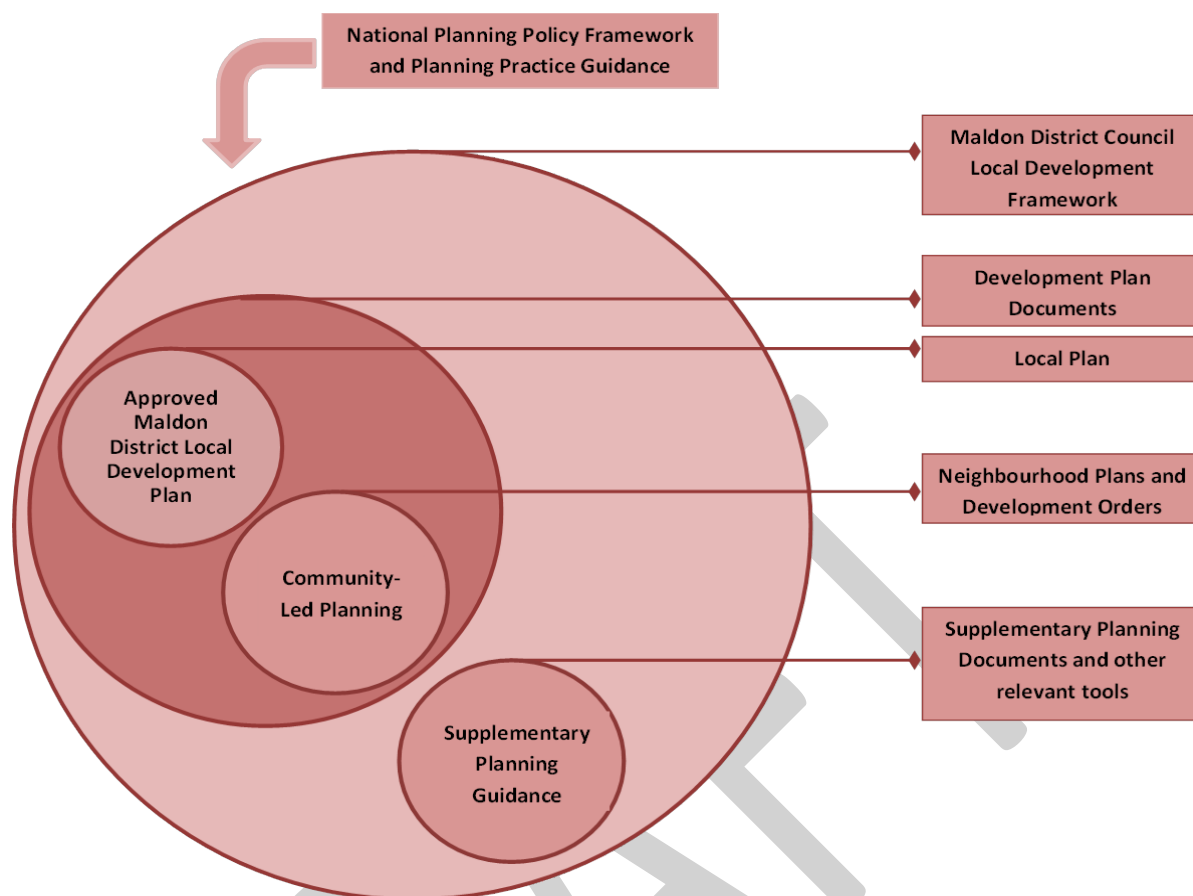 National Planning Policy Framework
and Planning Practice Guidance
Maldon District Council
Local Development
Framework
Development Plan
Documents
Local Plan
Approved
Maldon
District Local
Development
Plan
Neighbourhood Plans and
Development Orders
Community-
Led Planning
Supplementary Planning
Documents and other
relevant tools
Supplementary
Planning
Guidance